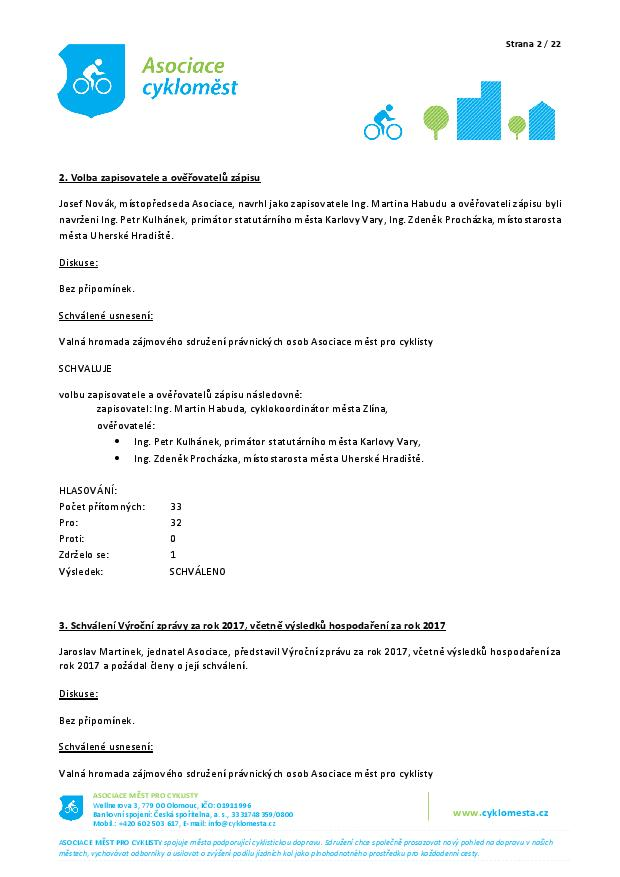 Strana 2 / 22
Asociace
cykloměst
2. Volba zapisovatele a ověřovatelů zápisu
Josef Novák, místopředseda Asociace, navrhl jako zapisovatele Ing. Martina Habudu a ověřovateli zápisu byli
navrženi Ing. Petr Kulhánek, primátor statutárního města Karlovy Vary, Ing. Zdeněk Procházka, místostarosta
města Uherské Hradiště.
Diskuse:
Bez připomínek.
Schválené usnesení:
Valná hromada zájmového sdružení právnických osob Asociace měst pro cyklisty
SCHVALUJE
volbu zapisovatele a ověřovatelů zápisu následovně:
zapisovatel: Ing. Martin Habuda, cyklokoordinátor města Zlína,
ověřovatelé:
• Ing. Petr Kulhánek, primátor statutárního města Karlovy Vary,
• Ing. Zdeněk Procházka, místostarosta města Uherské Hradiště.
HLASOVÁNÍ:
Počet přítomných: 33
Pro: 32
Proti: 0
Zdrželo se: 1
Výsledek: SCHVÁLENO
3. Schválení Výroční zprávy za rok 2017, včetně výsledků hospodaření za rok 2017
Jaroslav Martinek, jednatel Asociace, představil Výroční zprávu za rok 2017, včetně výsledků hospodaření za
rok 2017 a požádal členy o její schválení.
Diskuse:
Bez připomínek.
Schválené usnesení:
Valná hromada zájmového sdružení právnických osob Asociace měst pro cyklisty
ASOCIACE MĚST PRO CYKLISTY
Wellnerova 3, 779 00 Olomouc, IČO: 01911996
Bankovní spojení: Česká spořitelna, a. s., 3331748359/0800
Mobil.: +420 602 503 617, E-mail: info@cyklomesta.cz
www.cyklomesta.cz
ASOCIACE MĚST PRO CYKLISTY spojuje města podporující cyklistickou dopravu. Sdružení chce společně prosazovat nový pohled na dopravu v našich
městech, vychovávat odborníky a usilovat o zvýšení podílu jízdních kol jako plnohodnotného prostředku pro každodenní cesty.